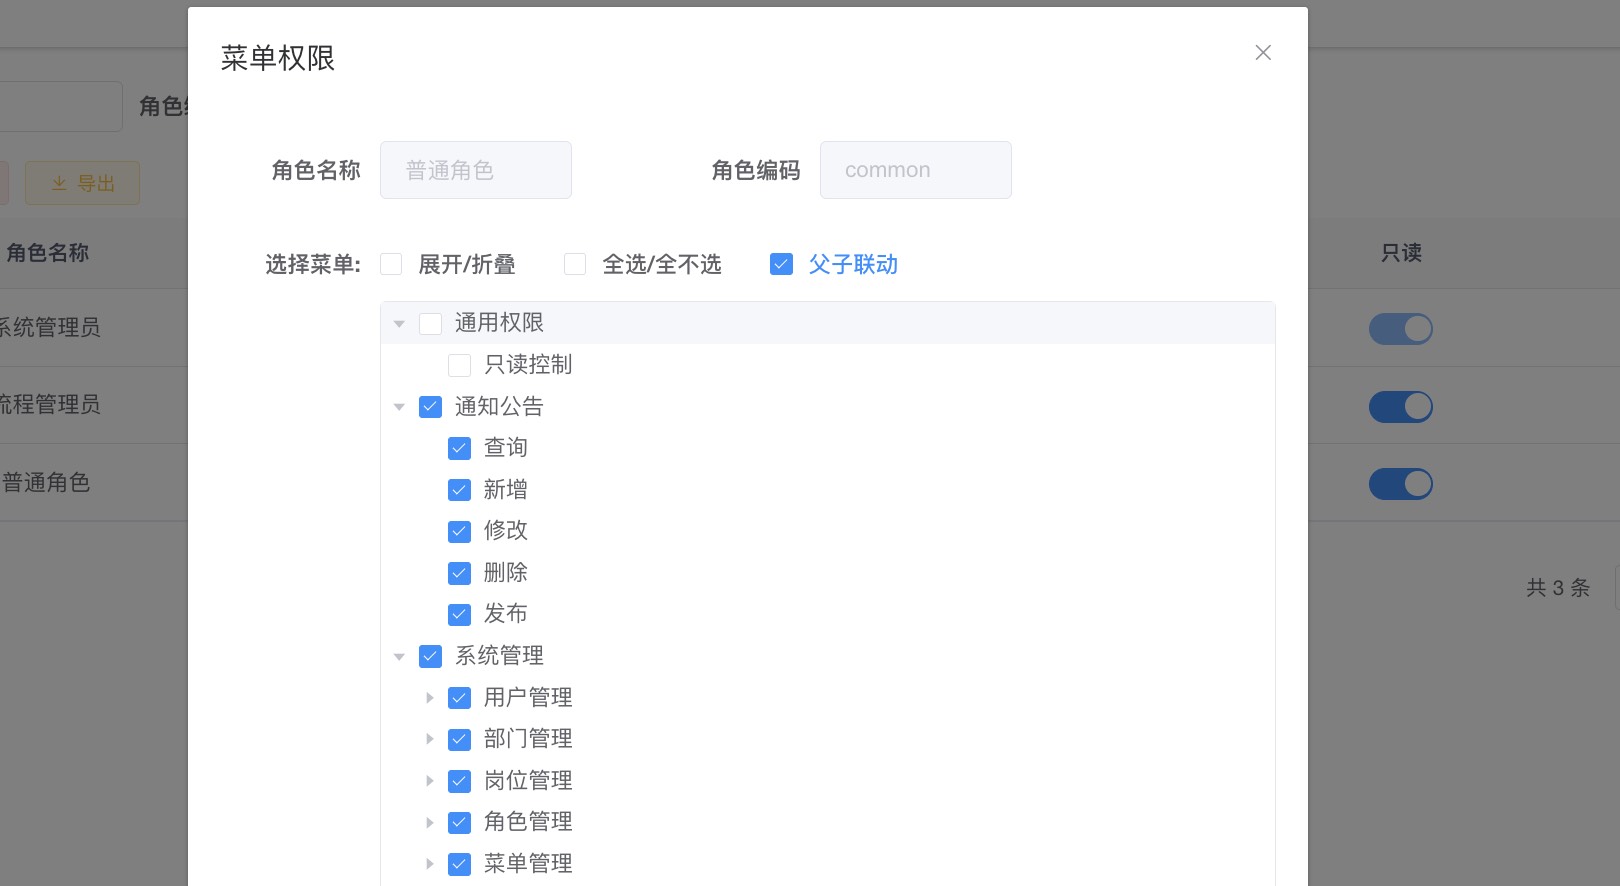 菜单权限
角色编
角色名称 普通角色 角色编码 common
导出
角色名称 只读
选择菜单: 展开/折叠 全选/全不选 父子联动
通用权限
系统管理员
只读控制
流程管理员
通知公告
查询
普通角色
新增
修改
删除
共 3 条
发布
系统管理
用户管理
部门管理
岗位管理
角色管理
菜单管理